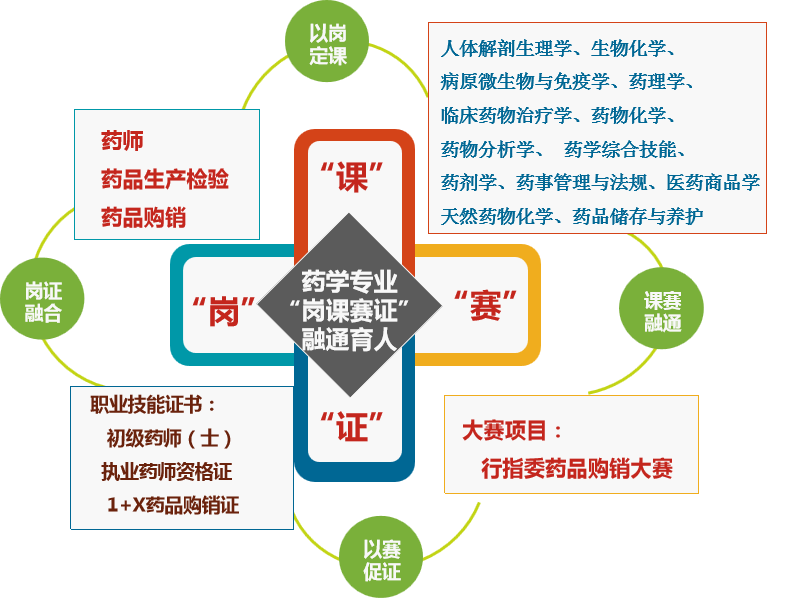 以岗
定课
人体解剖生理学、生物化学、
病原微生物与免疫学、药理学、
临床药物治疗学、药物化学、
药物分析学、 药学综合技能、
药剂学、药事管理与法规、医药商品学
天然药物化学、药品储存与养护
药师
药品生产检验
药品购销
“课”
岗证
融合
“岗”
药学专业
“岗课赛证”
融通育人
“赛”
课赛
融通
“证”
职业技能证书：
初级药师（士）
执业药师资格证
1+X药品购销证
大赛项目：
行指委药品购销大赛
以赛
促证